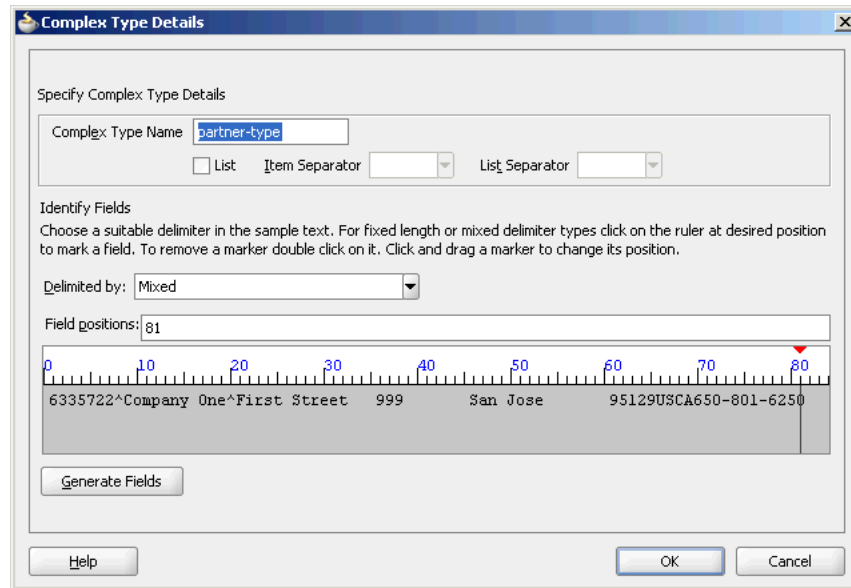 Complex Type Details
Specify Complex Type Details
Complex Type Name partner-type
List Item Separator List Separator
Identify Fields
Choose a suitable delimiter in the sample text. For fixed length or mixed delimiter types click on the ruler at desired position
to mark a field. To remove a marker double click on it. Click and drag a marker to change its position.
Delimited by: Mixed
Field positions: 81
0 10 20 30 40 50 60 70 80
6335722^Company One^First Street   999       San Jose       95129USCA650-801-6250
Generate Fields
Help OK Cancel